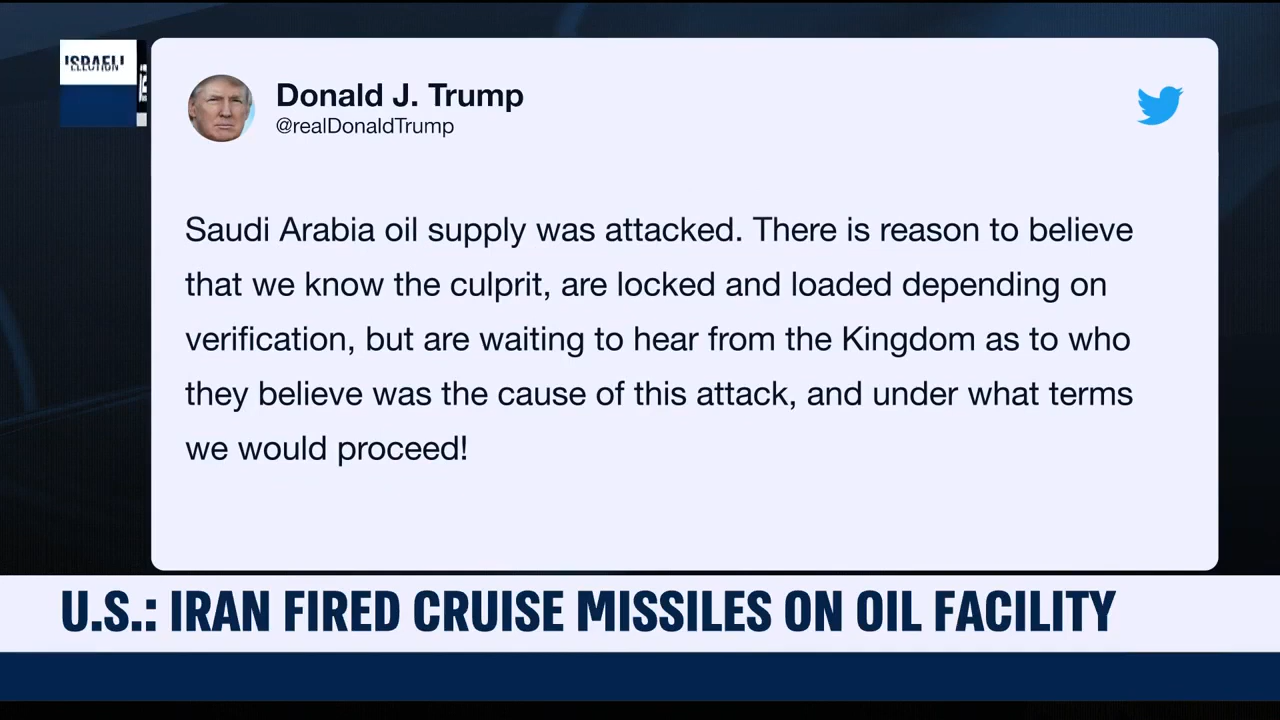 ISRAELI
ELECTION
Donald J. Trump
@realDonaldTrump
Saudi Arabia oil supply was attacked. There is reason to believe
that we know the culprit, are locked and loaded depending on
verification, but are waiting to hear from the Kingdom as to who
they believe was the cause of this attack, and under what terms
we would proceed!
U.S.: IRAN FIRED CRUISE MISSILES ON OIL FACILITY